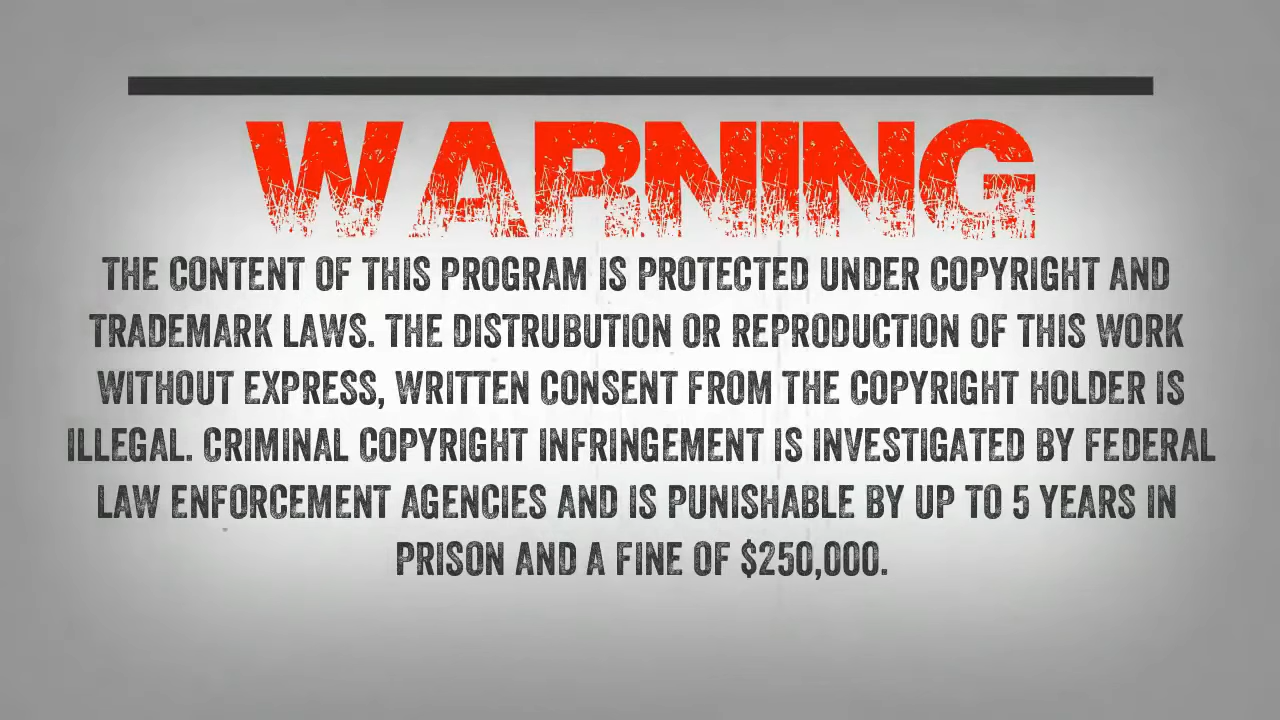 WARNING
THE CONTENT OF THIS PROGRAM IS PROTECTED UNDER COPYRIGHT AND
TRADEMARK LAWS. THE DISTRUBUTION OR REPRODUCTION OF THIS WORK
WITHOUT EXPRESS, WRITTEN CONSENT FROM THE COPYRIGHT HOLDER IS
ILLEGAL. CRIMINAL COPYRIGHT INFRINGEMENT IS INVESTIGATED BY FEDERAL
LAW ENFORCEMENT AGENCIES AND IS PUNISHABLE BY UP TO 5 YEARS IN
PRISON AND A FINE OF $250,000.